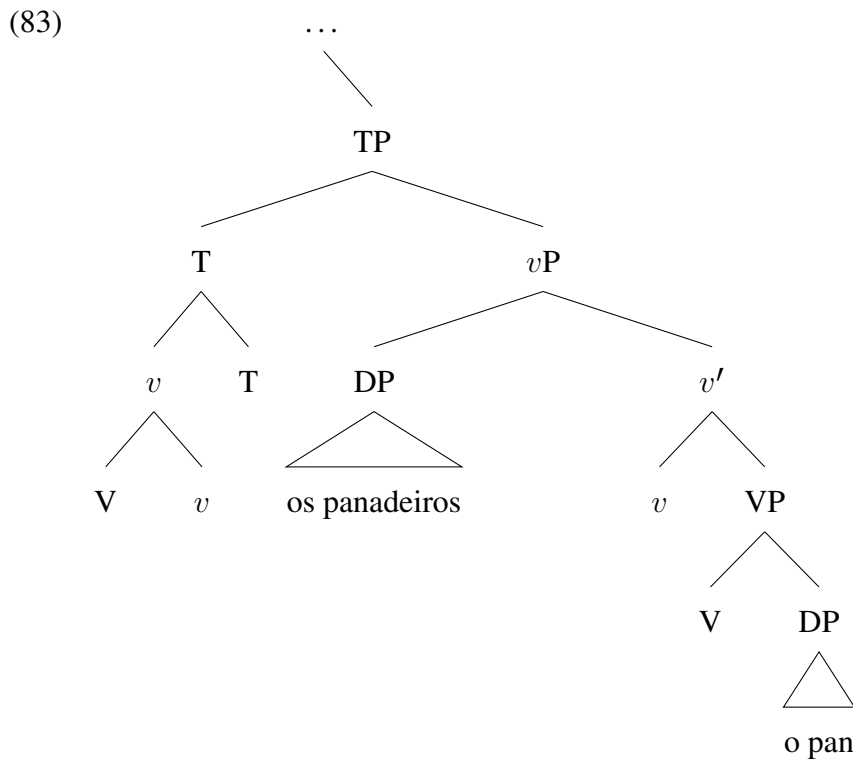 (83) ...
TP
T vP
v T DP v′
V v os panadeiros v VP
V DP
o pan